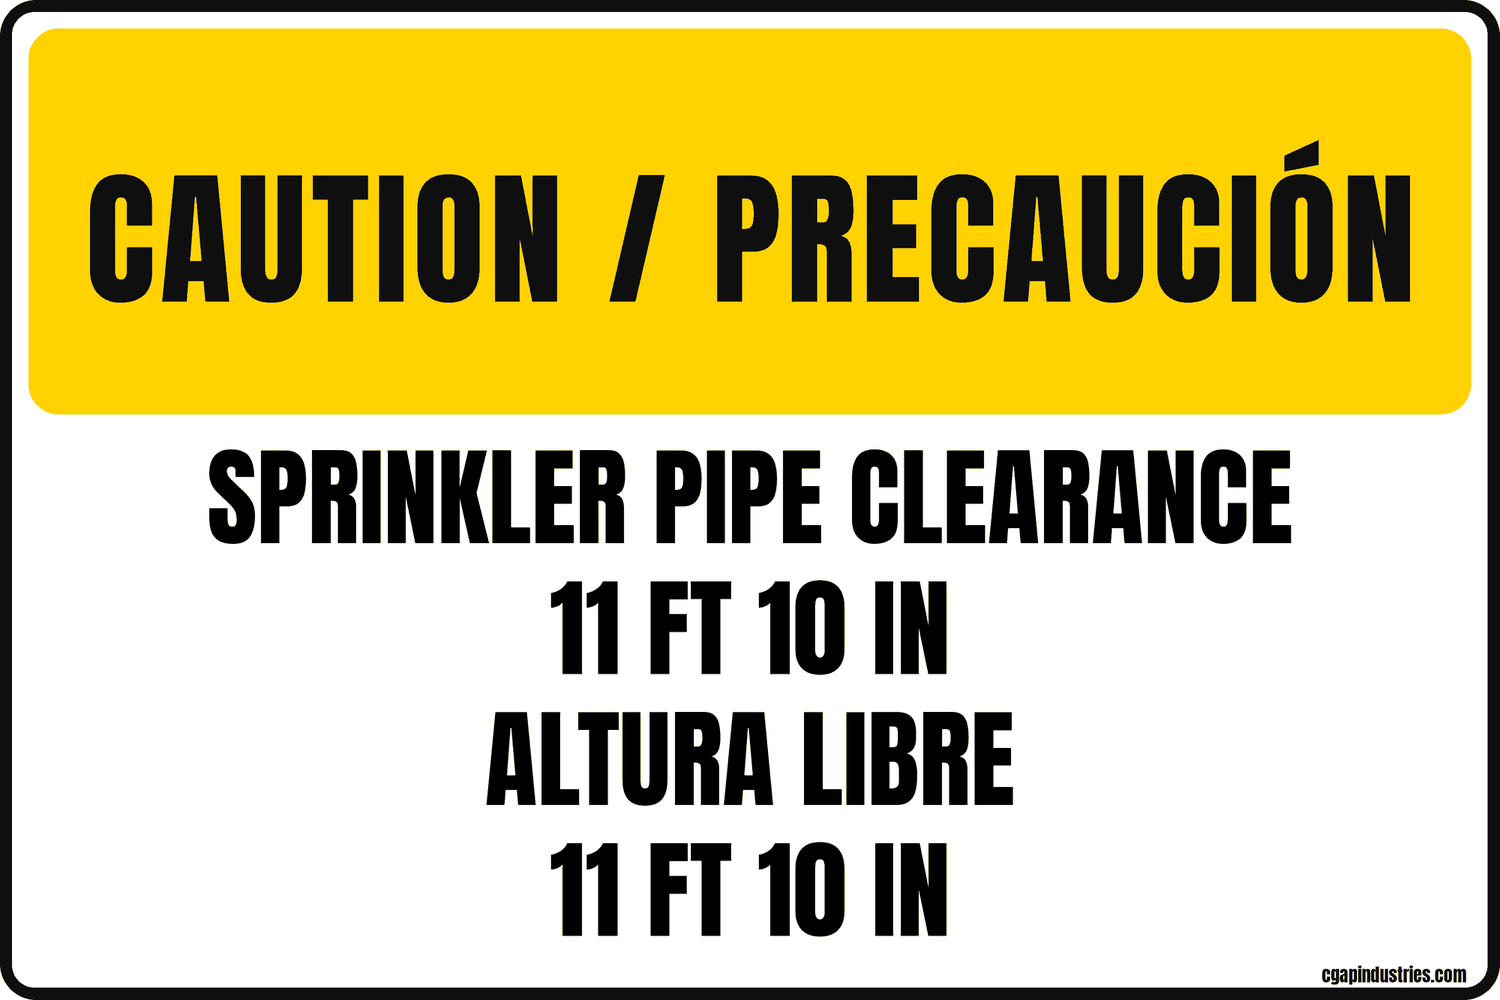 CAUTION / PRECAUCIÓN
SPRINKLER PIPE CLEARANCE
11 FT 10 IN
ALTURA LIBRE
11 FT 10 IN
cgapindustries.com